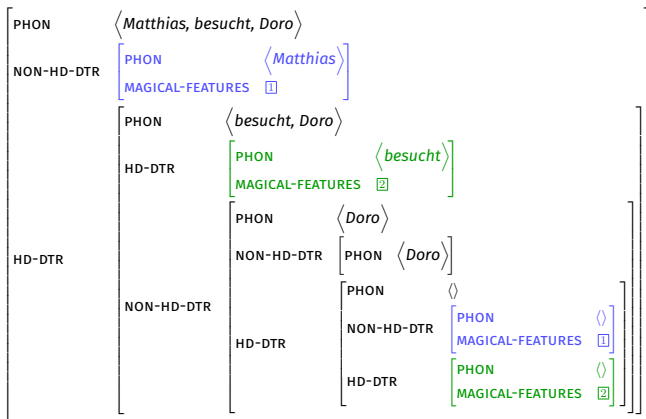 PHON ⟨Matthias, besucht, Doro⟩
NON-HD-DTR [PHON ⟨Matthias⟩
MAGICAL-FEATURES 1]
HD-DTR [PHON ⟨besucht, Doro⟩
HD-DTR [PHON ⟨besucht⟩
MAGICAL-FEATURES 2]
NON-HD-DTR [PHON ⟨Doro⟩
NON-HD-DTR [PHON ⟨Doro⟩]
HD-DTR [PHON ⟨⟩
NON-HD-DTR [PHON ⟨⟩
MAGICAL-FEATURES 1]
HD-DTR [PHON ⟨⟩
MAGICAL-FEATURES 2]]]]